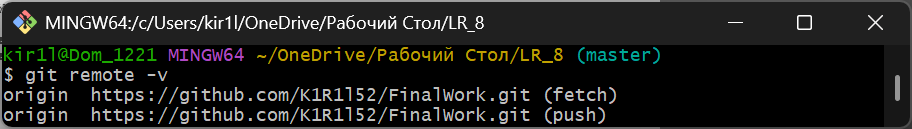 MINGW64:/c/Users/kir1l/OneDrive/Рабочий Стол/LR_8
kir1l@Dom_1221 MINGW64 ~/OneDrive/Рабочий Стол/LR_8 (master)
$ git remote -v
origin  https://github.com/K1R1l52/FinalWork.git (fetch)
origin  https://github.com/K1R1l52/FinalWork.git (push)